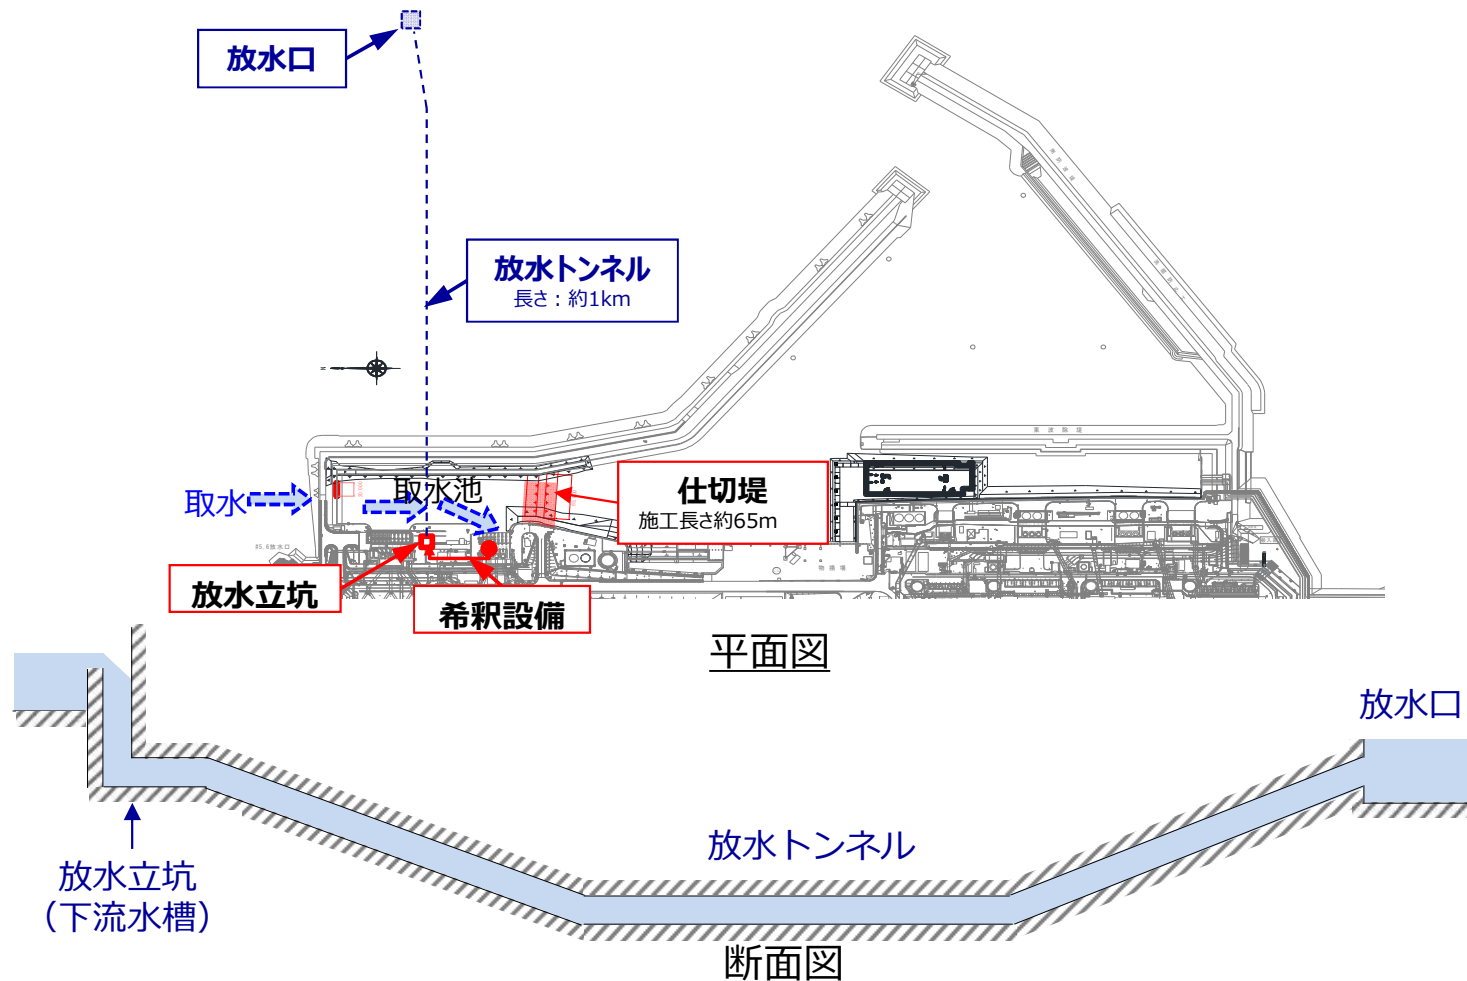 放水口
放水トンネル
長さ：約1km
取水
取水池
仕切堤
施工長さ約65m
放水立坑
希釈設備
物揚場
平面図
放水口
放水トンネル
放水立坑
（下流水槽）
断面図